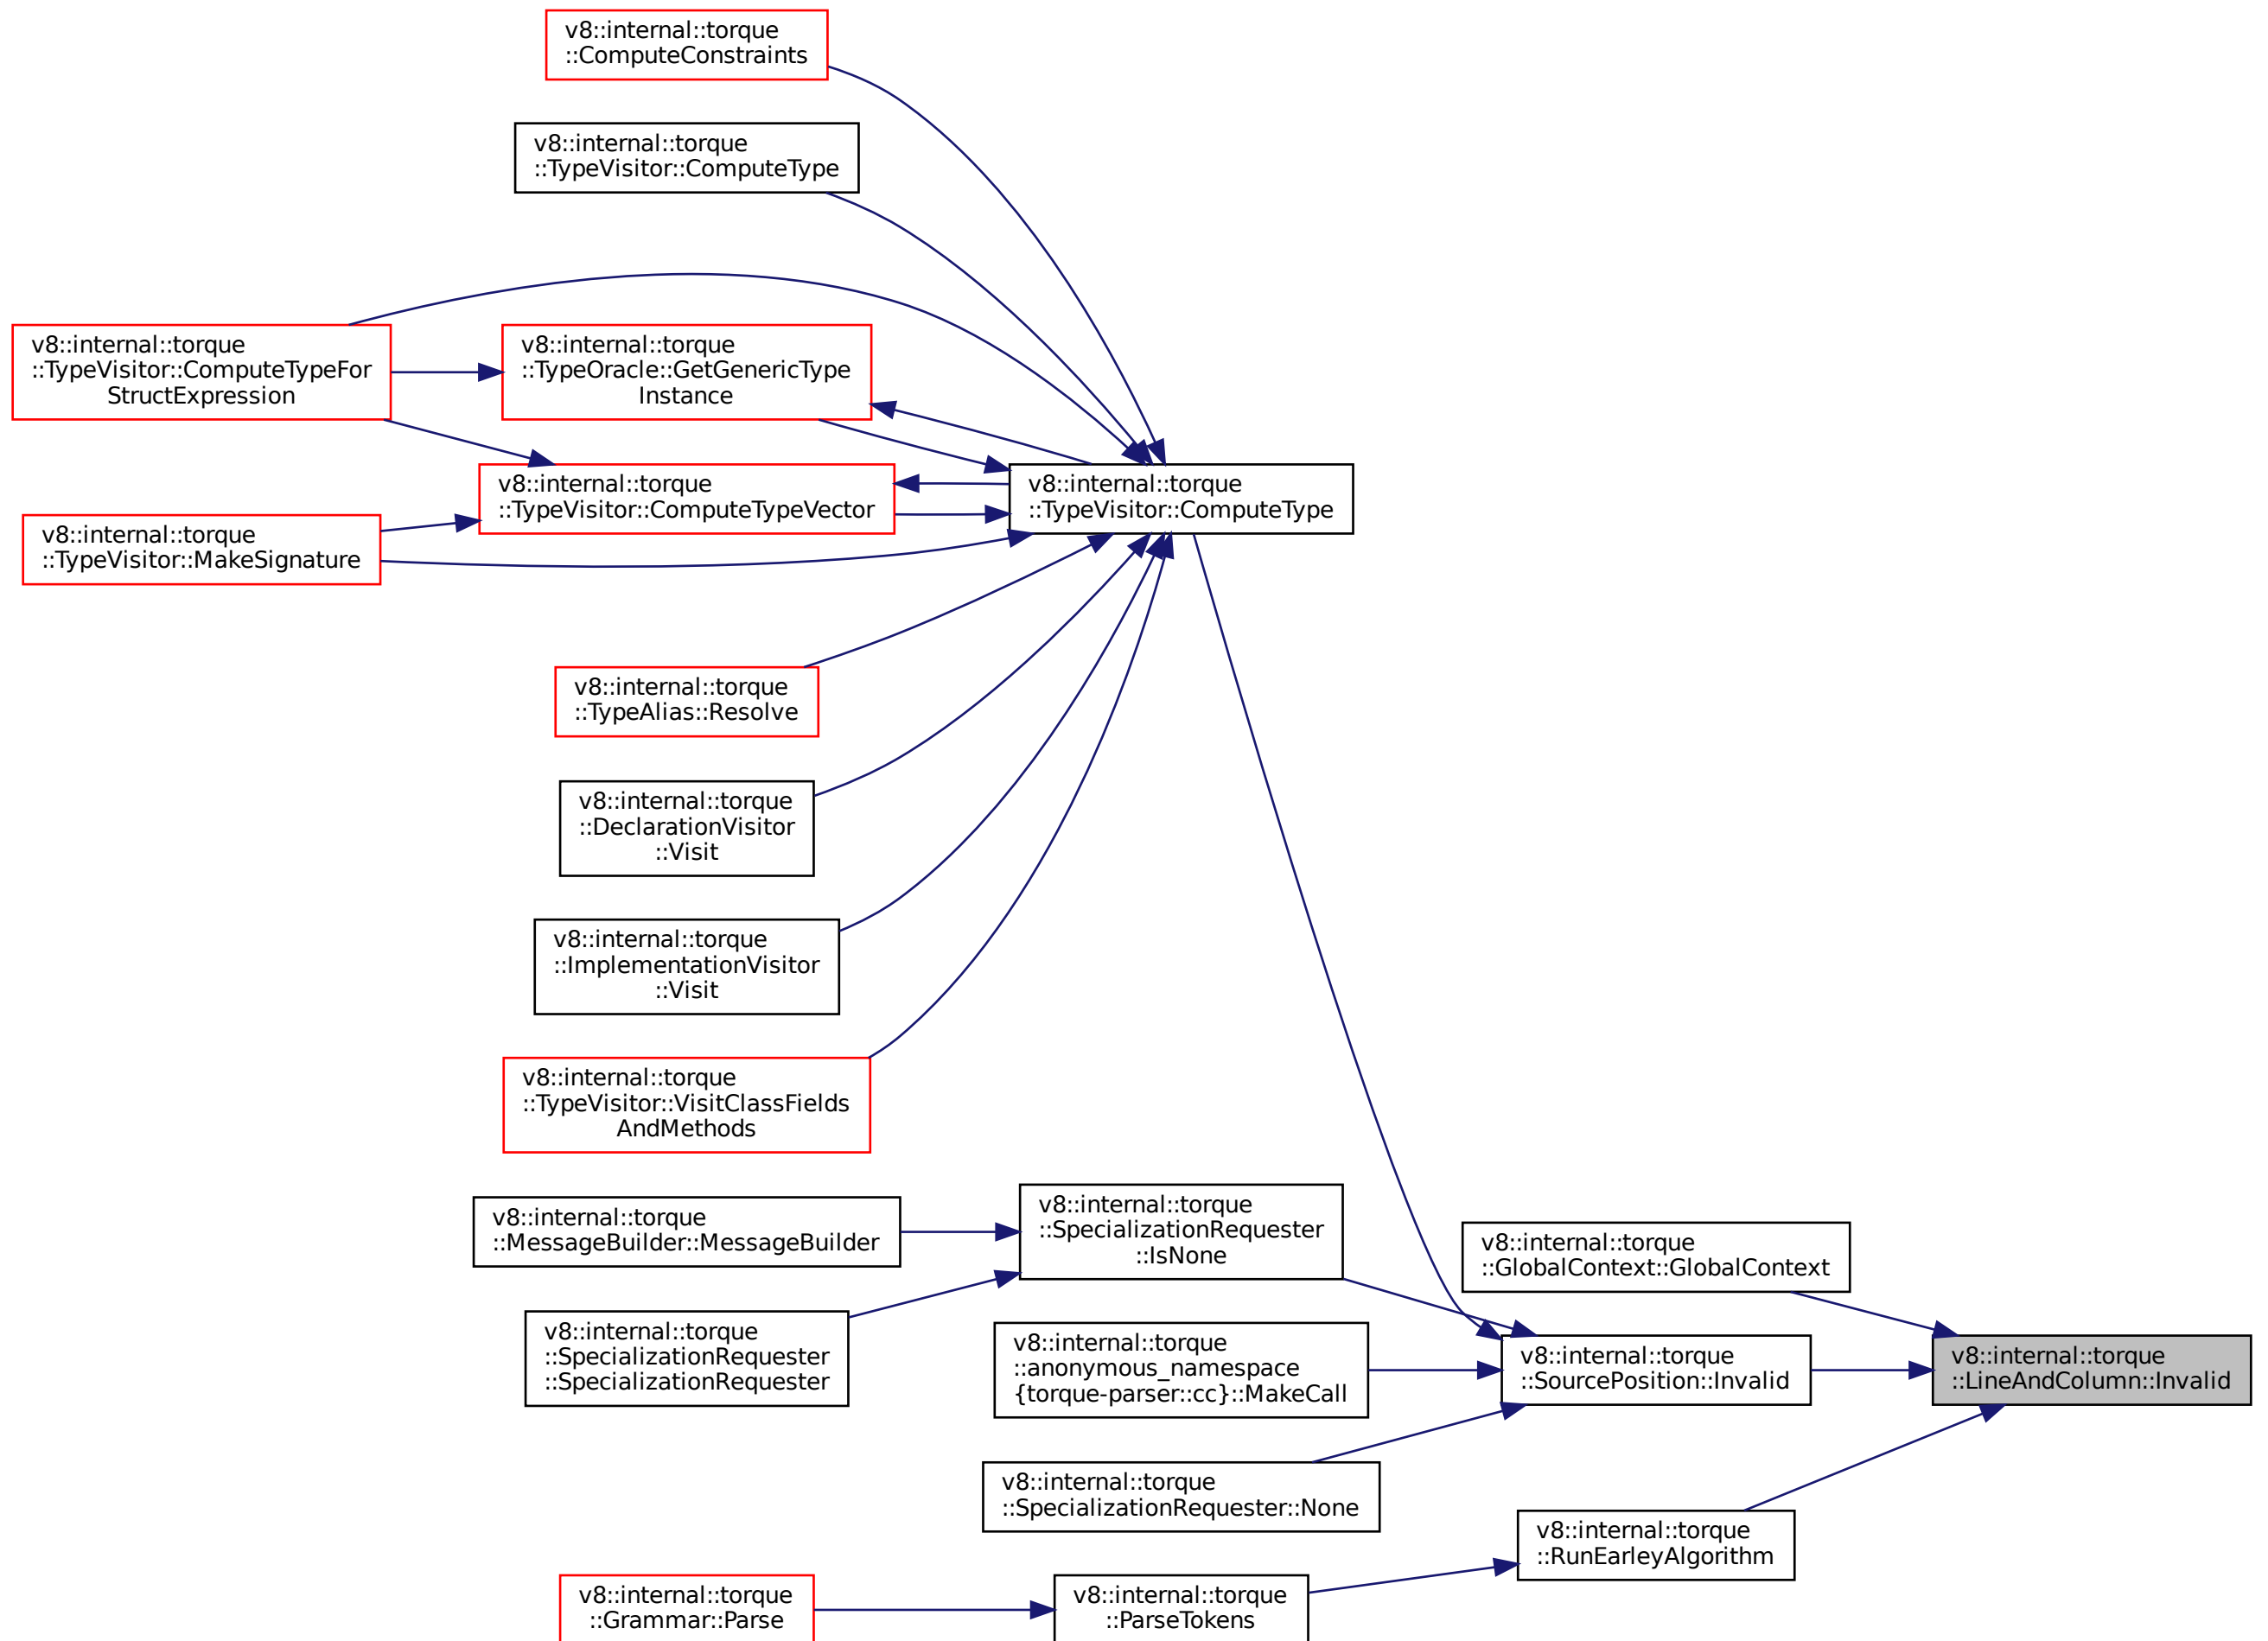 v8::internal::torque
::ComputeConstraints
v8::internal::torque
::TypeVisitor::ComputeType
v8::internal::torque
::TypeVisitor::ComputeTypeFor
StructExpression
v8::internal::torque
::TypeOracle::GetGenericType
Instance
v8::internal::torque
::TypeVisitor::ComputeTypeVector
v8::internal::torque
::TypeVisitor::ComputeType
v8::internal::torque
::TypeVisitor::MakeSignature
v8::internal::torque
::TypeAlias::Resolve
v8::internal::torque
::DeclarationVisitor
::Visit
v8::internal::torque
::ImplementationVisitor
::Visit
v8::internal::torque
::TypeVisitor::VisitClassFields
AndMethods
v8::internal::torque
::MessageBuilder::MessageBuilder
v8::internal::torque
::SpecializationRequester
::IsNone
v8::internal::torque
::GlobalContext::GlobalContext
v8::internal::torque
::SpecializationRequester
::SpecializationRequester
v8::internal::torque
::anonymous_namespace
{torque-parser::cc}::MakeCall
v8::internal::torque
::SourcePosition::Invalid
v8::internal::torque
::LineAndColumn::Invalid
v8::internal::torque
::SpecializationRequester::None
v8::internal::torque
::RunEarleyAlgorithm
v8::internal::torque
::Grammar::Parse
v8::internal::torque
::ParseTokens